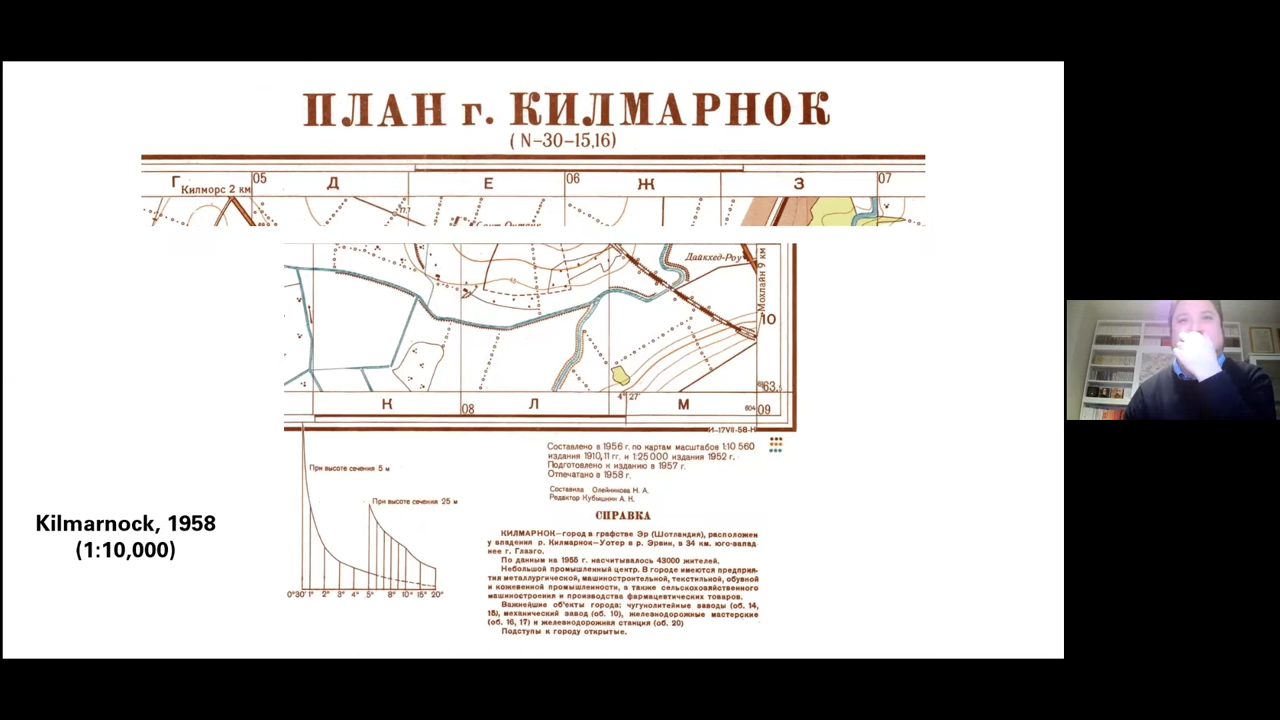 ПЛАН г. КИЛМАРНОК
( N–30–15,16)
Г
Килморс 2 км
05
Д
Е
06
Ж
З
07
77,7
Дайкхед-Роу
Мохлайн 9 км
10
63
4° 27'
К
08
Л
М
604
09
Составлено в 1956 г. по картам масштабов 1:10 560
издания 1910,11 гг. и 1:25 000 издания 1952 г.
Подготовлено к изданию в 1957 г.
Отпечатано в 1958 г.
Составила Олейникова Н. А.
Редактор Кубышкин А. Н.
При высоте сечения 5 м
При высоте сечения 25 м
0°30' 1° 2° 3° 4° 5° 8° 10° 15° 20°
Kilmarnock, 1958
(1:10,000)
СПРАВКА
КИЛМАРНОК–город в графстве Эр (Шотландия), расположен
у впадения р. Килмарнок–Уотер в р. Эрвин, в 34 км. юго-запад-
нее г. Глазго.
По данным на 1955 г. насчитывалось 43000 жителей.
Небольшой промышленный центр. В городе имеются предприя-
тия металлургической, машиностроительной, текстильной, обувной
и кожевенной промышленности, а также сельскохозяйственного
машиностроения и производства фармацевтических товаров.
Важнейшие об'екты города: чугунолитейные заводы (об. 14,
15), механический завод (об. 10), железнодорожные мастерские
(об. 16, 17) и железнодорожная станция (об. 20)
Подступы к городу открытые.